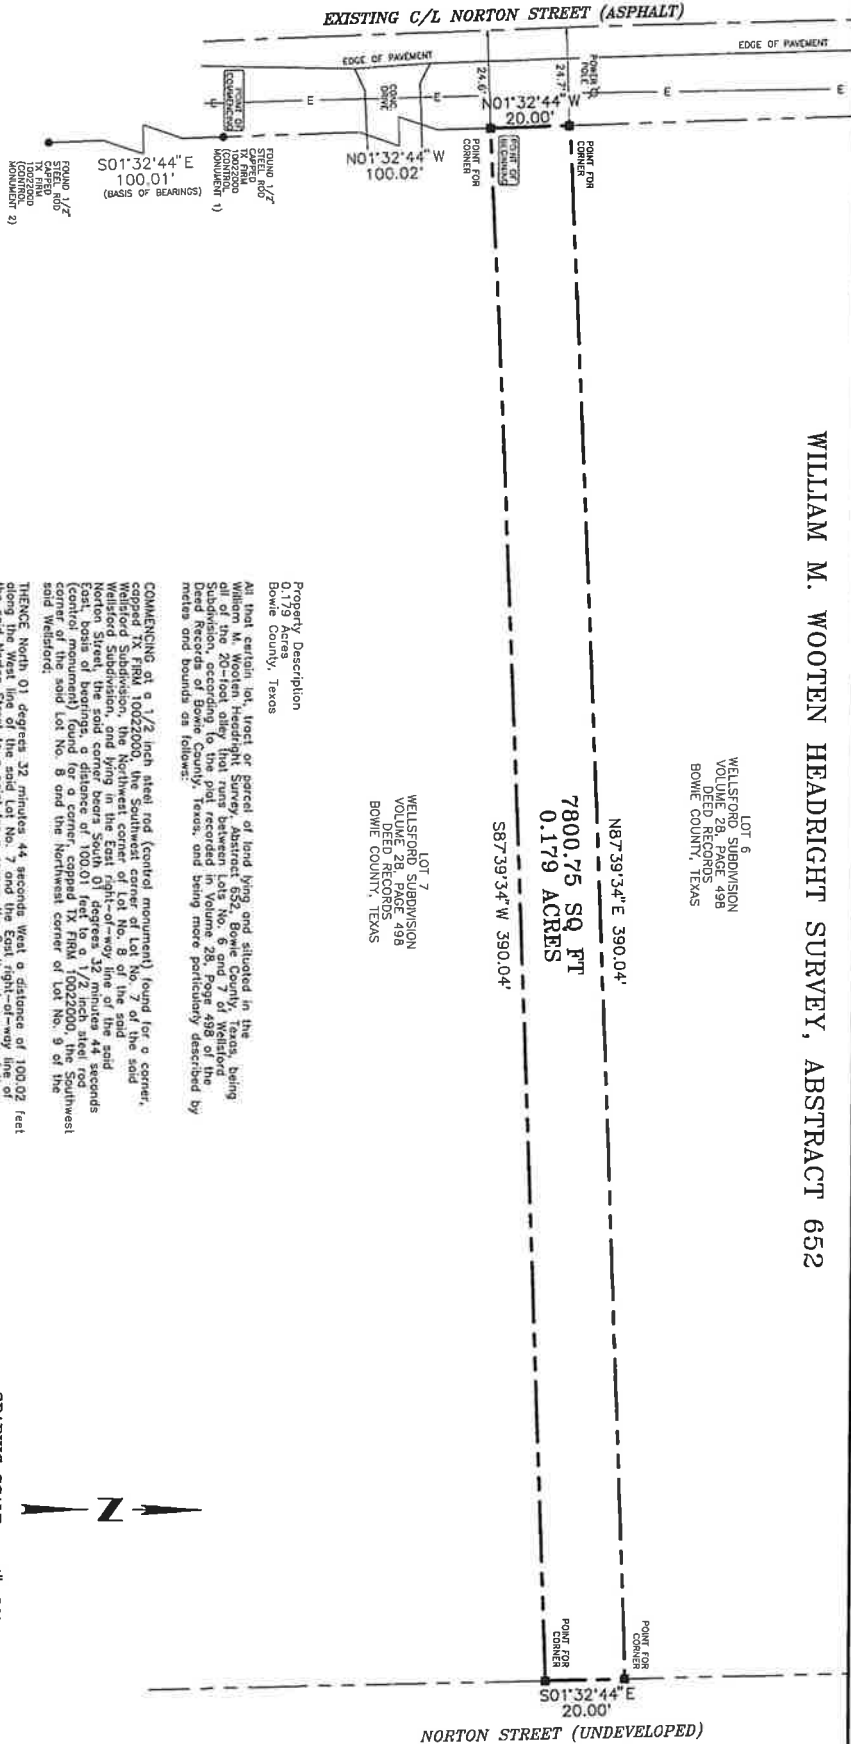 WILLIAM M. WOOTEN HEADRIGHT SURVEY, ABSTRACT 652
EXISTING C/L NORTON STREET (ASPHALT)
EDGE OF PAVEMENT
EDGE OF PAVEMENT
CONC.
DRIVE
E
E
E
E
E
POWER
POLE
24.6'
24.7'
N01°32'44"W
20.00'
POINT FOR
CORNER
POINT OF
BEGINNING
POINT FOR
CORNER
POINT OF
COMMENCING
N01°32'44"W
100.02'
S01°32'44"E
100.01'
(BASIS OF BEARINGS)
FOUND 1/2"
STEEL ROD
CAPPED
TX FIRM
10022000
(CONTROL
MONUMENT 1)
FOUND 1/2"
STEEL ROD
CAPPED
TX FIRM
10022000
(CONTROL
MONUMENT 2)
LOT 6
WELLSFORD SUBDIVISION
VOLUME 28, PAGE 498
DEED RECORDS
BOWIE COUNTY, TEXAS
N87°39'34"E 390.04'
7800.75 SQ FT
0.179 ACRES
S87°39'34"W 390.04'
LOT 7
WELLSFORD SUBDIVISION
VOLUME 28, PAGE 498
DEED RECORDS
BOWIE COUNTY, TEXAS
POINT FOR
CORNER
POINT FOR
CORNER
S01°32'44"E
20.00'
NORTON STREET (UNDEVELOPED)
Property Description
0.179 Acres
Bowie County, Texas
All that certain lot, tract or parcel of land lying and situated in the
William M. Wooten Headright Survey, Abstract 652, Bowie County, Texas, being
all of the 20-foot alley that runs between Lots No. 6 and 7 of Wellsford
Subdivision, according to the plat recorded in Volume 28, Page 498 of the
Deed Records of Bowie County, Texas, and being more particularly described by
metes and bounds as follows:
COMMENCING at a 1/2 inch steel rod (control monument) found for a corner,
capped TX FIRM 10022000, the Southwest corner of Lot No. 7 of the said
Wellsford Subdivision, the Northwest corner of Lot No. 8 of the said
Wellsford Subdivision, and lying in the East right-of-way line of the said
Norton Street, the said corner bears South 01 degrees 32 minutes 44 seconds
East, basis of bearings, a distance of 100.01 feet to a 1/2 inch steel rod
(control monument) found for a corner, capped TX FIRM 10022000, the Southwest
corner of the said Lot No. 8 and the Northwest corner of Lot No. 9 of the
said Wellsford;
THENCE North 01 degrees 32 minutes 44 seconds West a distance of 100.02 feet
along the West line of the said Lot No. 7 and the East right-of-way line of
N